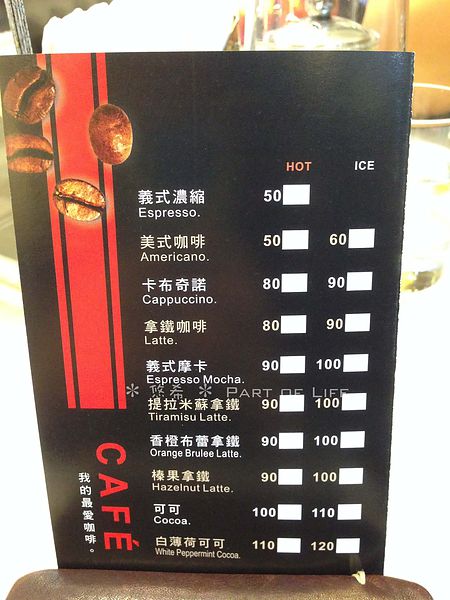 HOT ICE
義式濃縮 50
Espresso.
美式咖啡 50 60
Americano.
卡布奇諾 80 90
Cappuccino.
拿鐵咖啡 80 90
Latte.
義式摩卡 90 100
Espresso Mocha.
✽ 悠希 ✽ PART OF LIFE
提拉米蘇拿鐵 90 100
Tiramisu Latte.
香橙布蕾拿鐵 90 100
Orange Brulee Latte.
榛果拿鐵 90 100
Hazelnut Latte.
可可 100 110
Cocoa.
白薄荷可可 110 120
White Peppermint Cocoa.
CAFÉ
我的最愛咖啡。